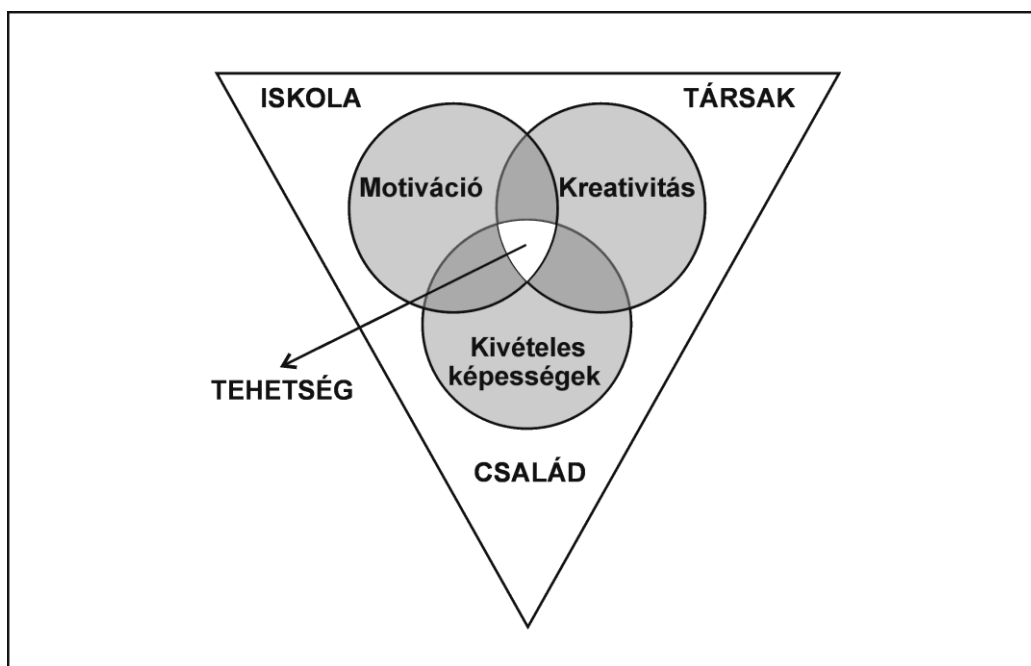 ISKOLA
TÁRSAK
Motiváció
Kreativitás
Kivételes
képességek
TEHETSÉG
CSALÁD